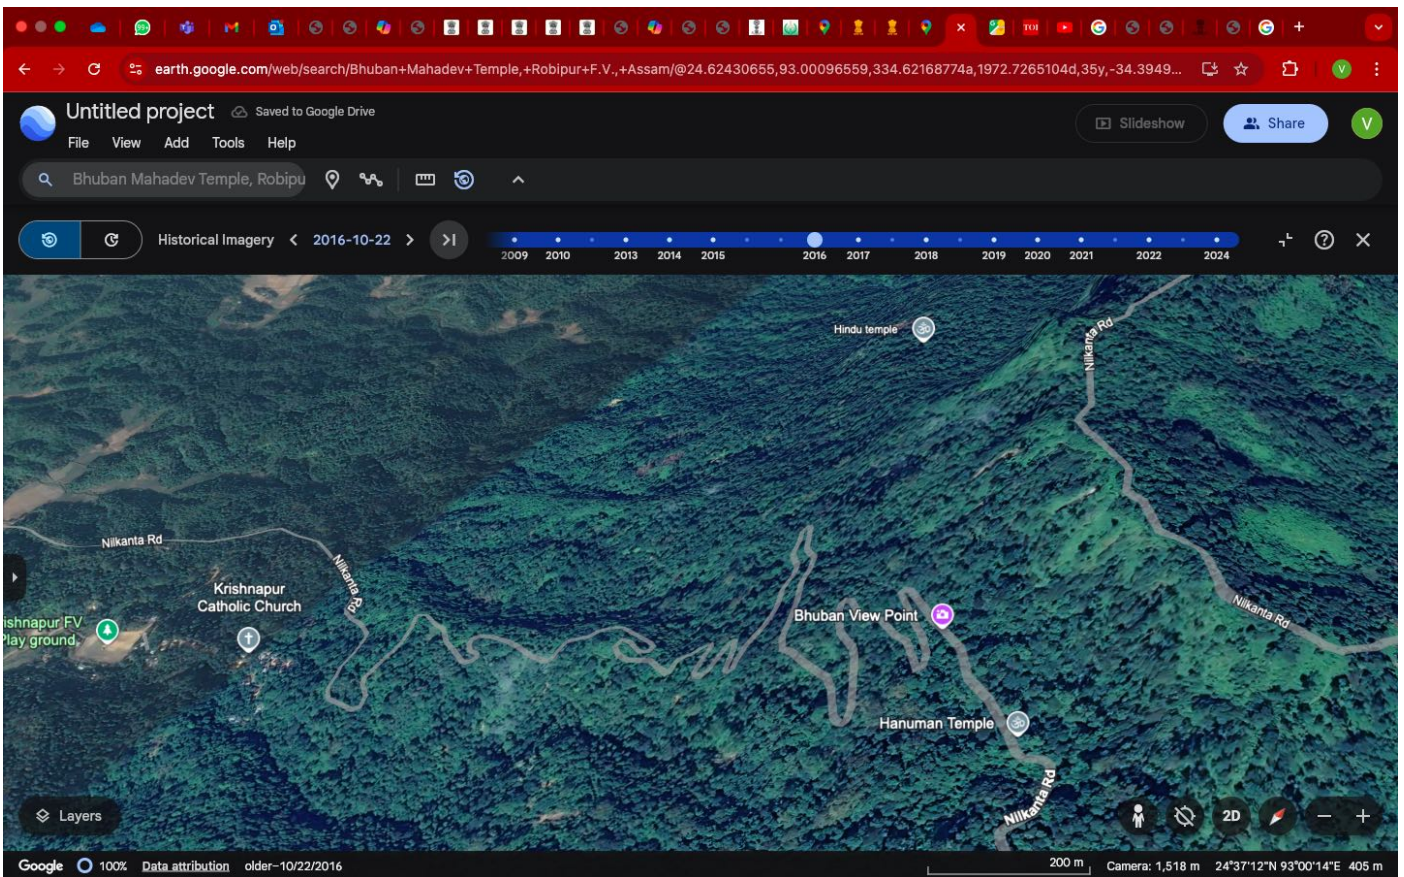 99+
TOI
earth.google.com/web/search/Bhuban+Mahadev+Temple,+Robipur+F.V.,+Assam/@24.62430655,93.00096559,334.62168774a,1972.7265104d,35y,-34.3949...
V
Untitled project
Saved to Google Drive
File View Add Tools Help
Slideshow
Share
V
Bhuban Mahadev Temple, Robipu
Historical Imagery
2016-10-22
2009 2010 2013 2014 2015 2016 2017 2018 2019 2020 2021 2022 2024
Hindu temple
Nilkanta Rd
Nilkanta Rd
Nilkanta Rd
Krishnapur
Catholic Church
Nilkanta Rd
ishnapur FV
Play ground
Bhuban View Point
Hanuman Temple
Nilkanta Rd
Layers
2D
Google 100% Data attribution older–10/22/2016 200 m Camera: 1,518 m 24°37'12"N 93°00'14"E 405 m